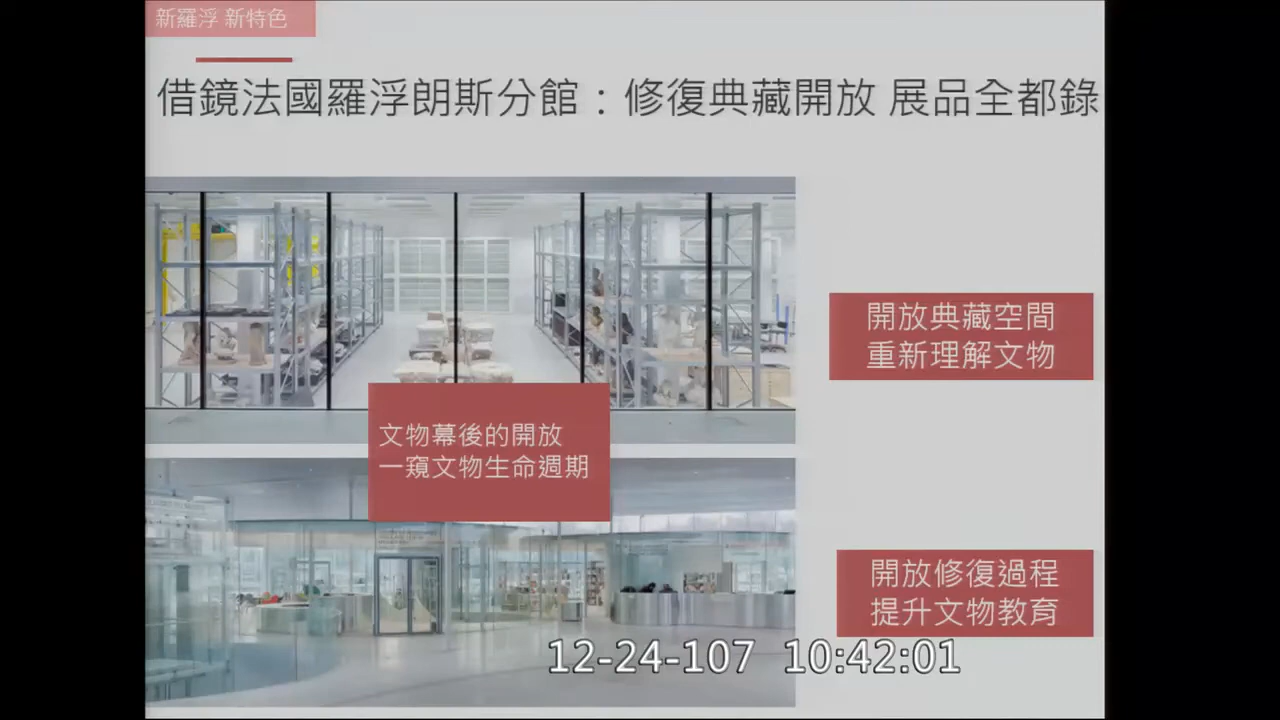 新羅浮 新特色
借鏡法國羅浮朗斯分館：修復典藏開放 展品全都錄
開放典藏空間
重新理解文物
文物幕後的開放
一窺文物生命週期
開放修復過程
提升文物教育
12-24-107 10:42:01